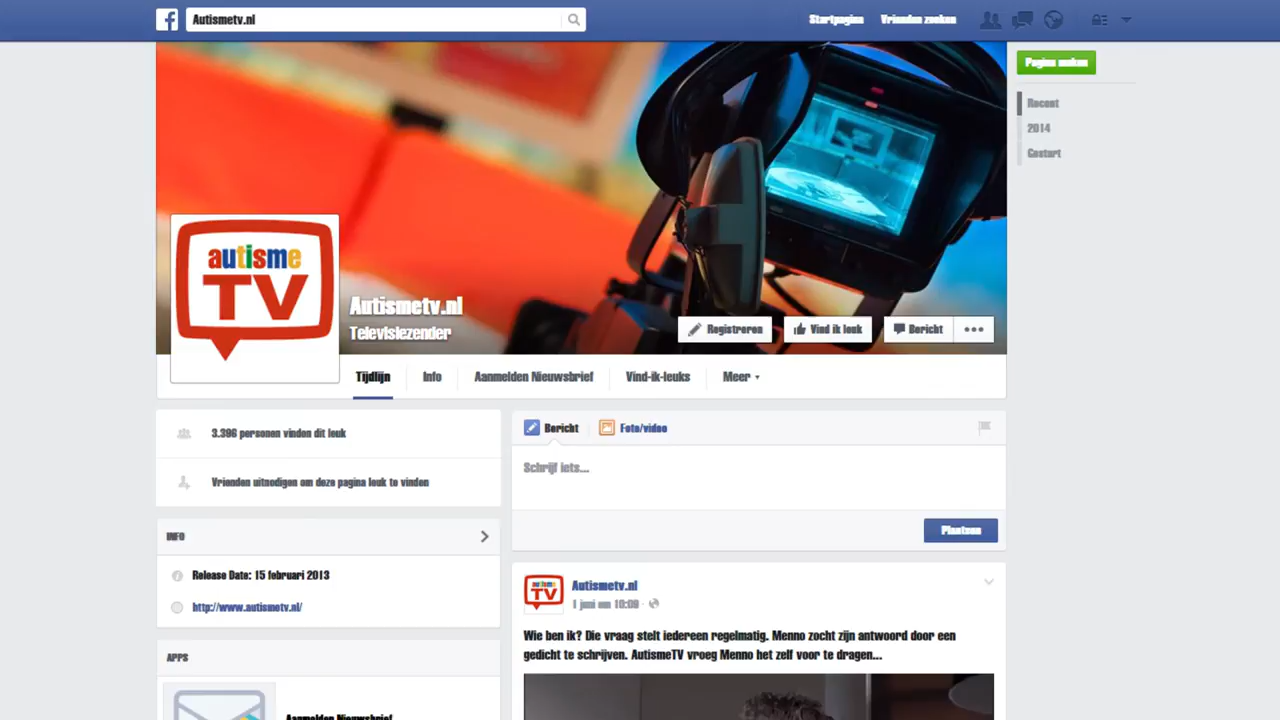 Autismetv.nl
Startpagina
Vrienden zoeken
Pagina maken
Recent
2014
Gestart
autisme
TV
Autismetv.nl
Televisiezender
Registreren
Vind ik leuk
Bericht
Tijdlijn
Info
Aanmelden Nieuwsbrief
Vind-ik-leuks
Meer
3.396 personen vinden dit leuk
Vrienden uitnodigen om deze pagina leuk te vinden
INFO
Release Date: 15 februari 2013
http://www.autismetv.nl/
APPS
Aanmelden Nieuwsbrief
Bericht
Foto/video
Schrijf iets...
Plaatsen
autisme
TV
Autismetv.nl
1 juni om 10:09
Wie ben ik? Die vraag stelt iedereen regelmatig. Menno zocht zijn antwoord door een
gedicht te schrijven. AutismeTV vroeg Menno het zelf voor te dragen...